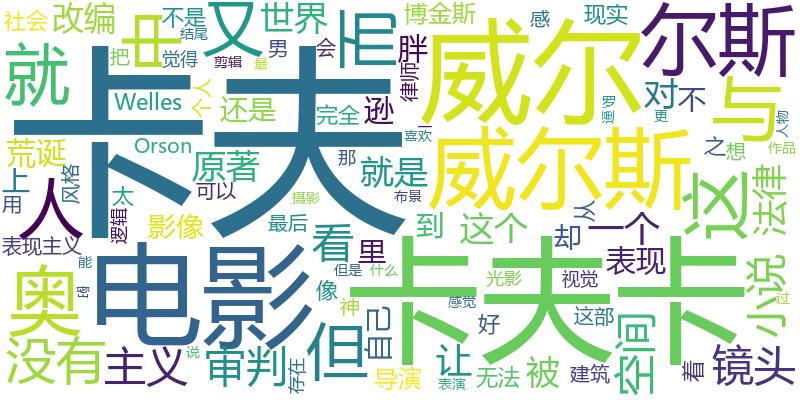 社会
改编
中
又
世界
不是
结尾
剪辑
最
觉得
把
男
会
胖
律师
博金斯
感
现实
尔斯
就
卡夫
Welles
Orson
个人
还是
完全
逊
那
喜欢
威尔
威尔斯
对
不
与
之
想
更
人物
作品
荒诞
原著
可以
就是
上
用
风格
人
太
逻辑
影像
最后
摄影
看
里
到
这个
布景
从
却
一个
这
法律
表现主义
能
电影
像
但是
什么
神
卡夫卡
光影
视觉
感觉
表现
小说
过
奥
但
自己
好
这部
空间
没有
主义
说
审判
存在
导演
让
表演
无法
被
建筑
着
镜头